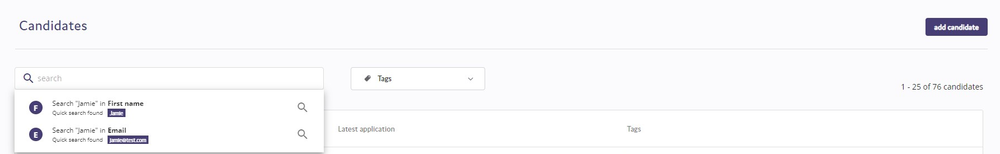 Candidates
add candidate
search
Tags
1 - 25 of 76 candidates
F
Search "Jamie" in First name
Quick search found Jamie
E
Search "Jamie" in Email
Quick search found jamie@test.com
Latest application
Tags